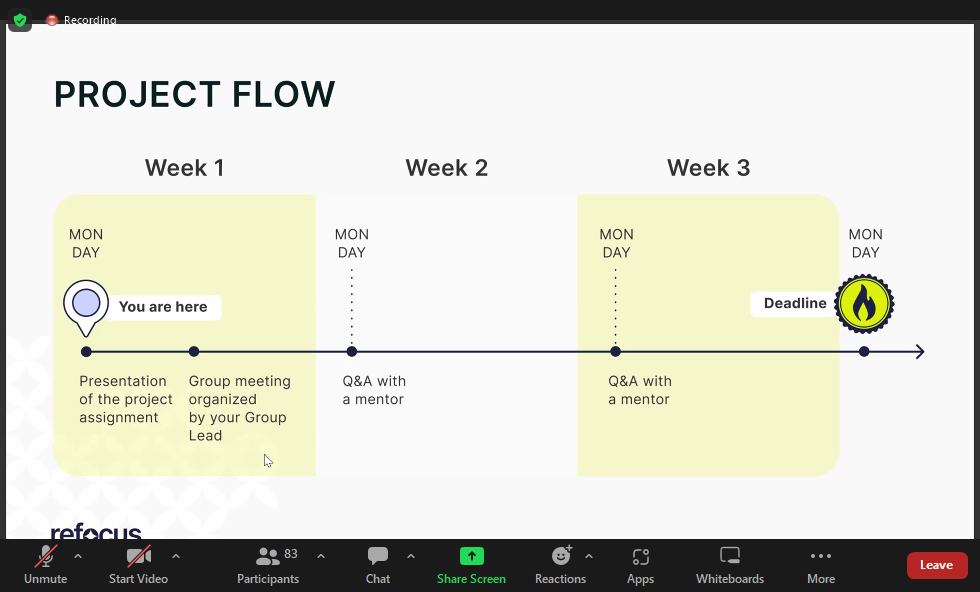 Recording
PROJECT FLOW
Week 1
Week 2
Week 3
MON
DAY
MON
DAY
MON
DAY
MON
DAY
You are here
Deadline
Presentation
of the project
assignment
Group meeting
organized
by your Group
Lead
Q&A with
a mentor
Q&A with
a mentor
refocus
83
Unmute
Start Video
Participants
Chat
Share Screen
Reactions
Apps
Whiteboards
More
Leave